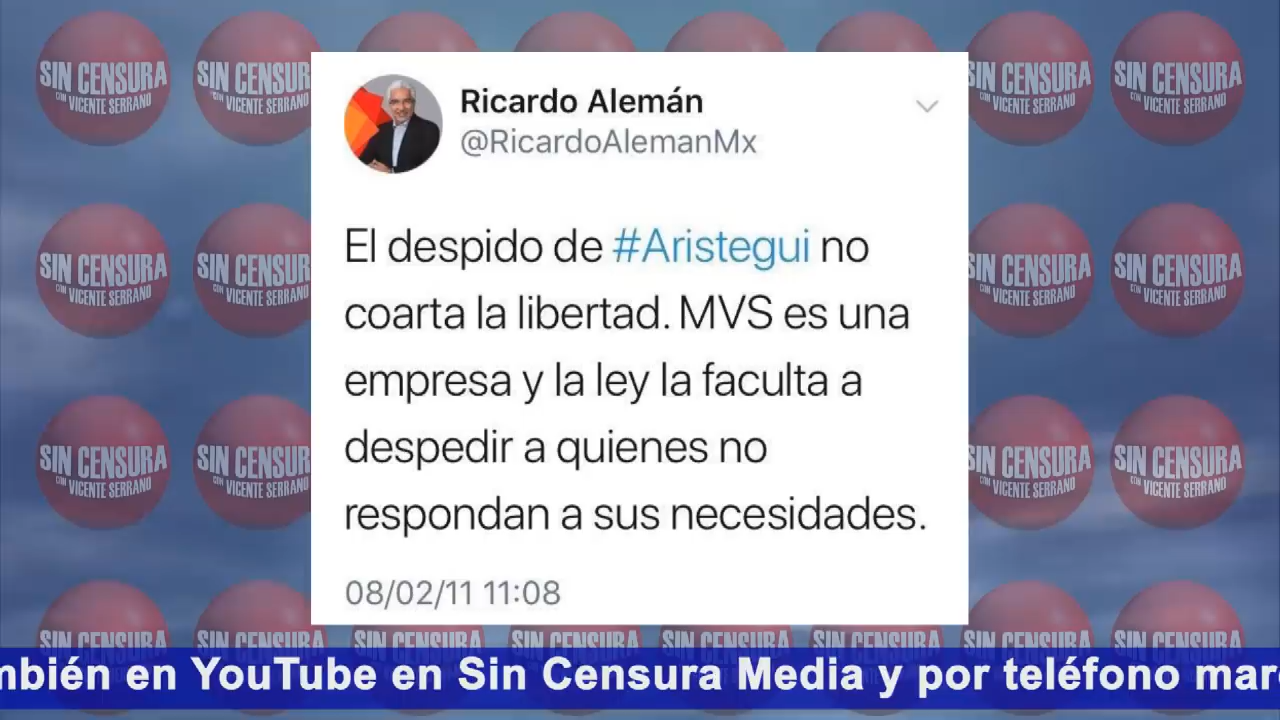 SIN CENSURA
CON VICENTE SERRANO
Ricardo Alemán
@RicardoAlemanMx
El despido de #Aristegui no
coarta la libertad. MVS es una
empresa y la ley la faculta a
despedir a quienes no
respondan a sus necesidades.
08/02/11 11:08
mbién en YouTube en Sin Censura Media y por teléfono mar